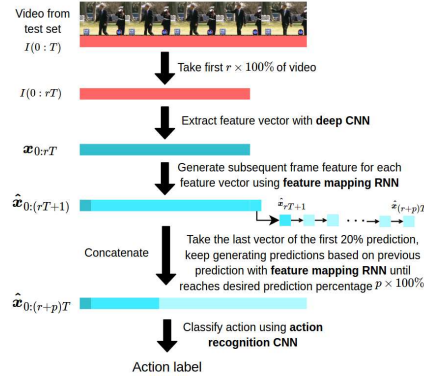 Video from
test set
I(0 : T)
Take first r × 100% of video
I(0 : rT)
Extract feature vector with deep CNN
x₀:rT
Generate subsequent frame feature for each
feature vector using feature mapping RNN
x̂₀:(rT+1)
x̂rT+1
x̂(r+p)T
Concatenate
Take the last vector of the first 20% prediction,
keep generating predictions based on previous
prediction with feature mapping RNN until
reaches desired prediction percentage p × 100%
x̂₀:(r+p)T
Classify action using action
recognition CNN
Action label